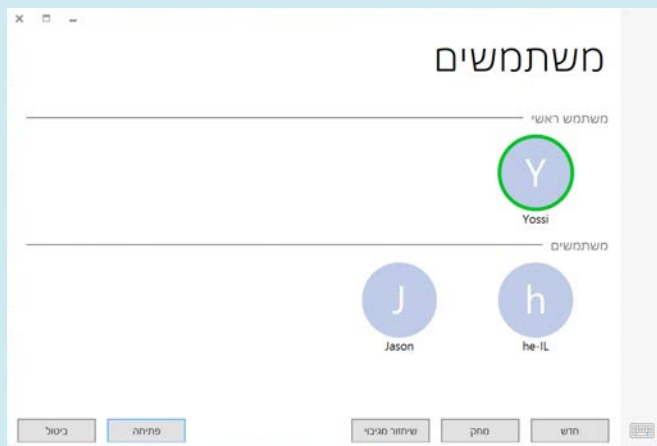 משתמשים
משתמש ראשי
Y
Yossi
משתמשים
h
J
he-IL
Jason
חדש
מחק
שיחזור מגיבוי
פתיחה
ביטול